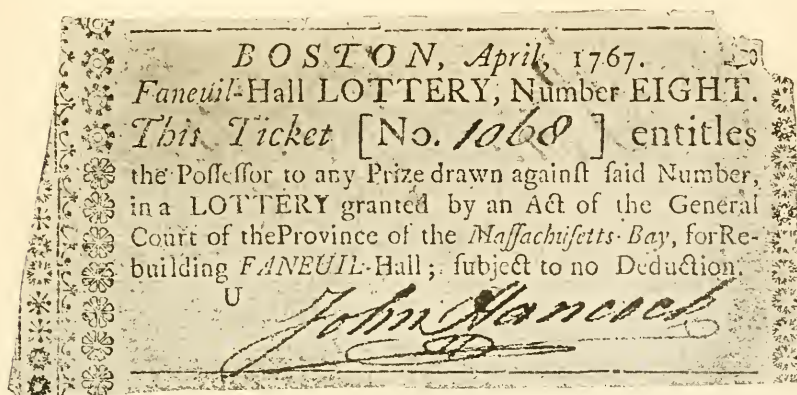 BOSTON, April, 1767.
Faneuil-Hall LOTTERY, Number EIGHT.
This Ticket [No. 1068] entitles
the Poſſeſſor to any Prize drawn againſt ſaid Number,
in a LOTTERY granted by an Act of the General
Court of theProvince of the Maſſachuſetts-Bay, forRe-
building FANEUIL-Hall; ſubject to no Deduction.
U
John Hancock